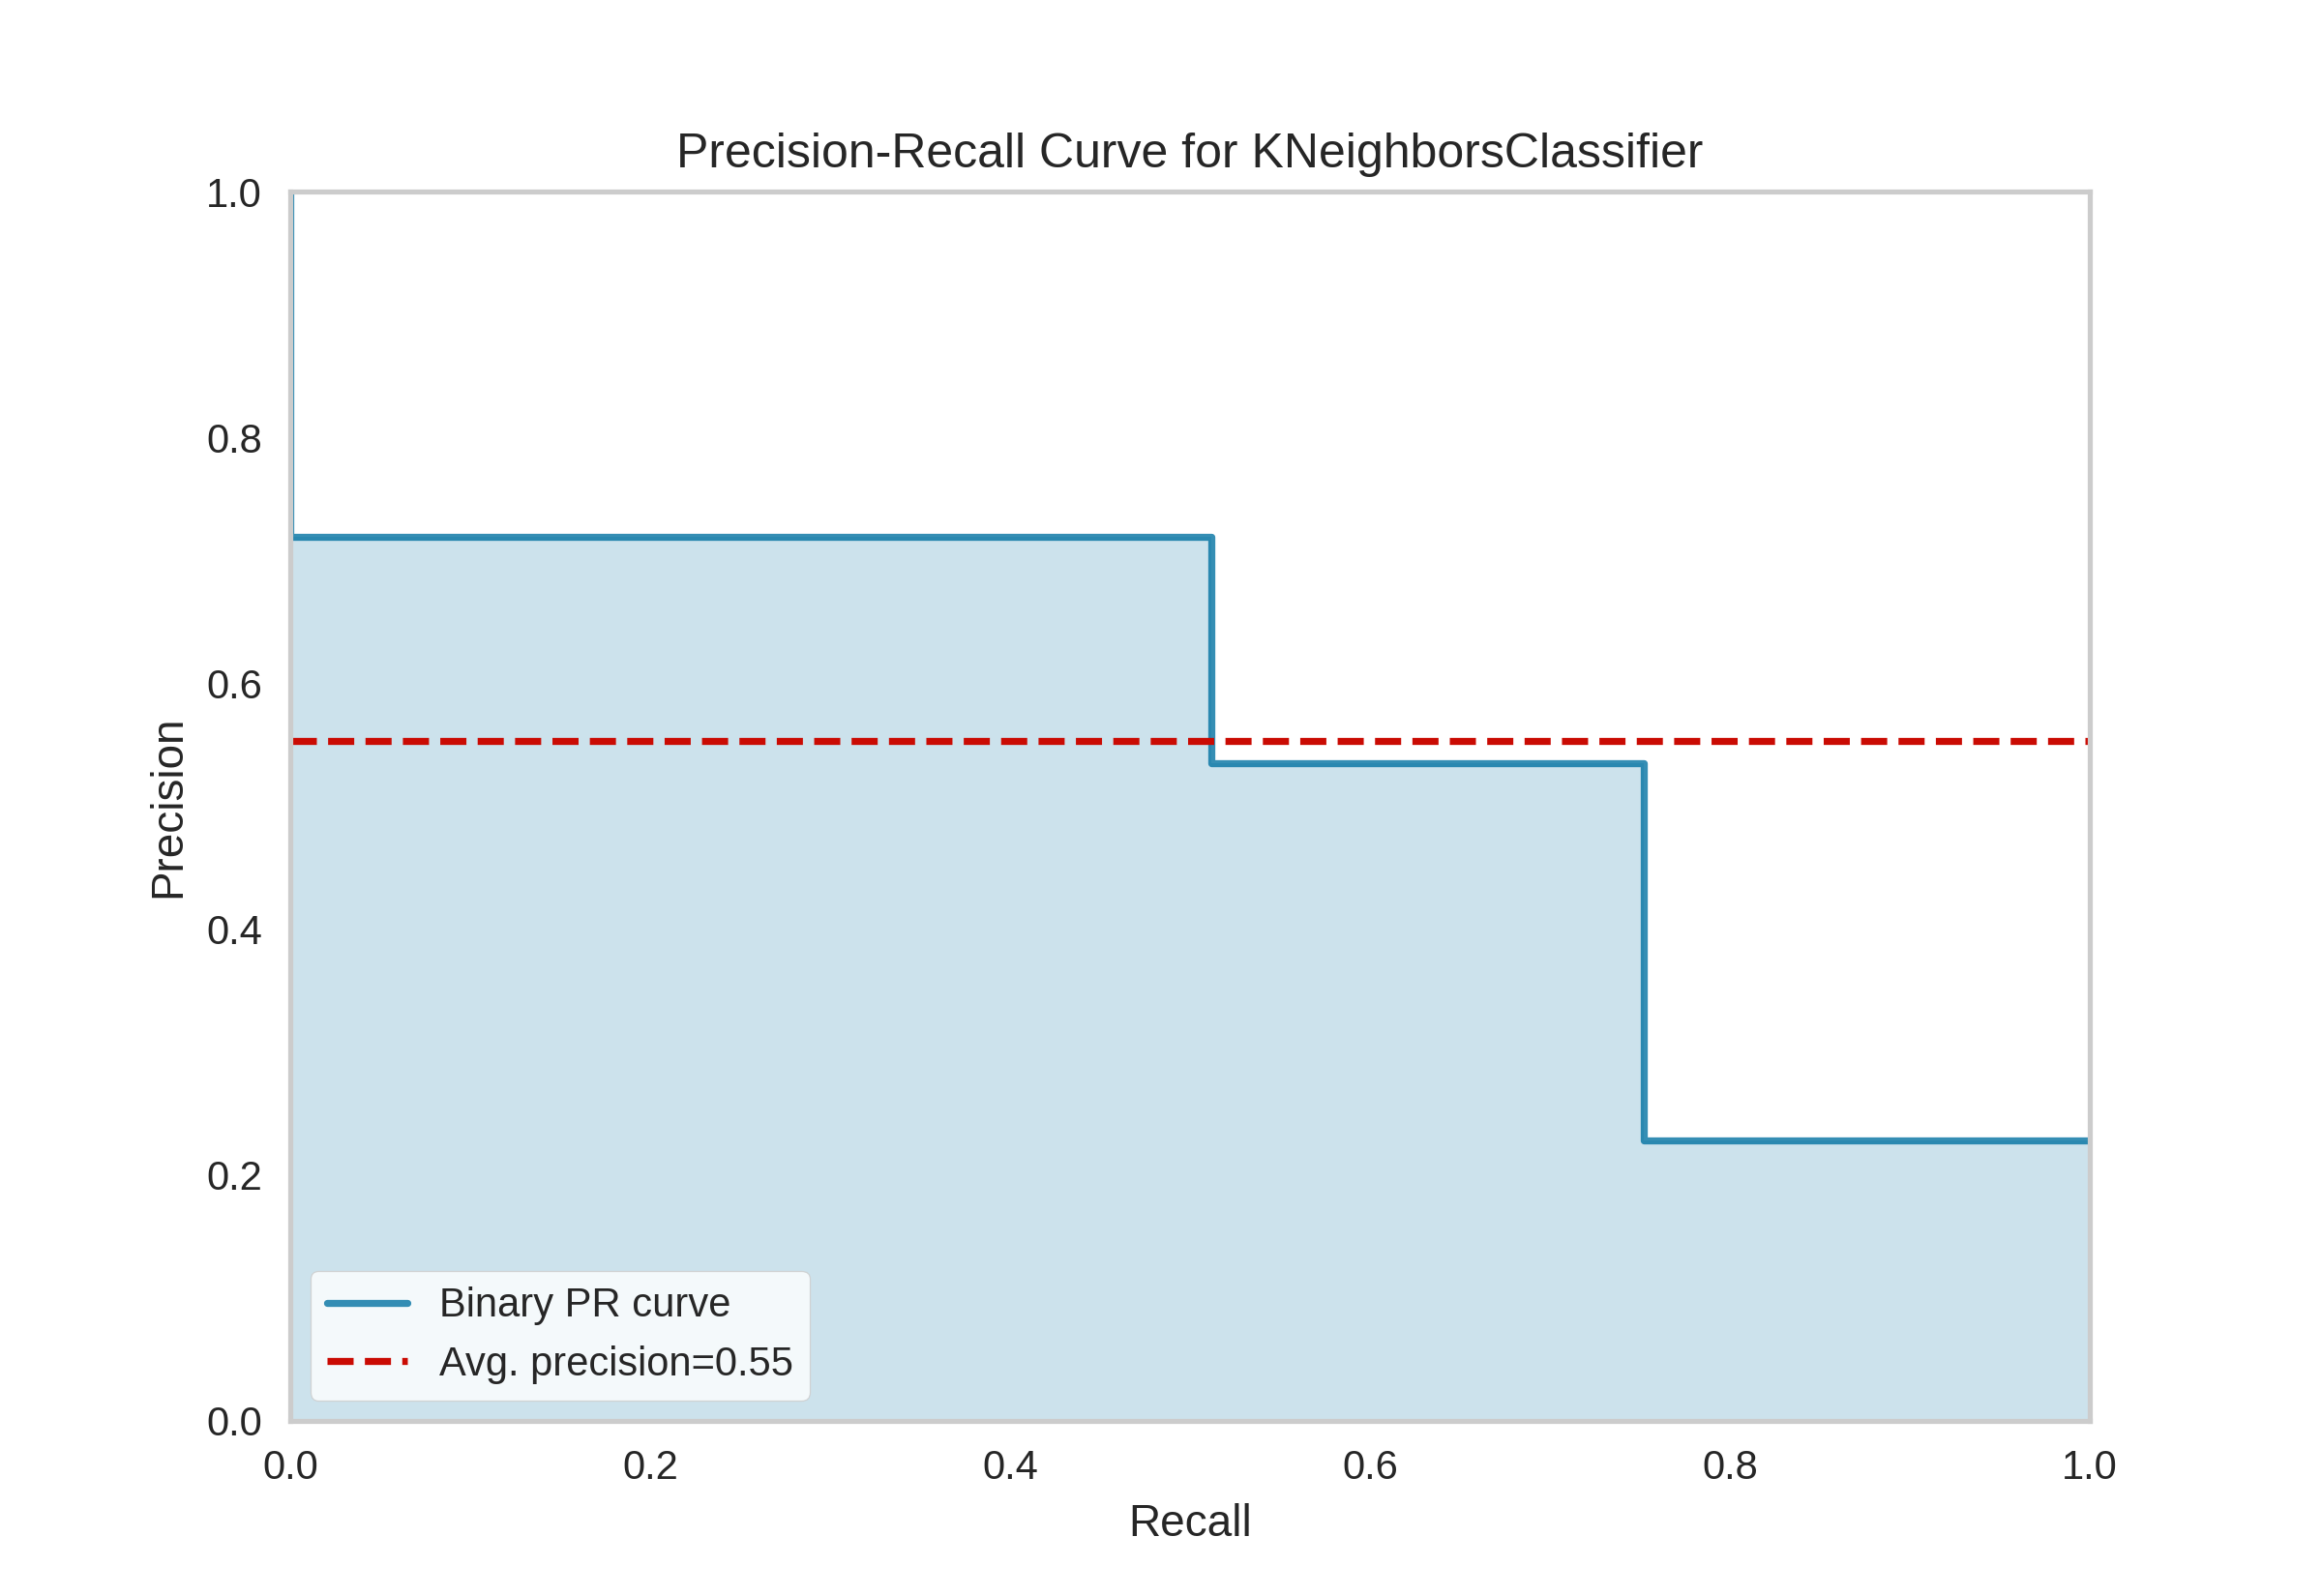 Precision-Recall Curve for KNeighborsClassifier
1.0
0.8
0.6
0.4
0.2
0.0
Precision
Binary PR curve
Avg. precision=0.55
0.0 0.2 0.4 0.6 0.8 1.0
Recall